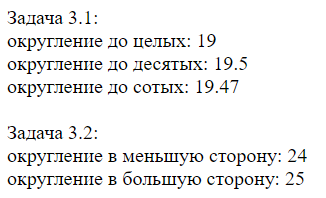 Задача 3.1:
округление до целых: 19
округление до десятых: 19.5
округление до сотых: 19.47
Задача 3.2:
округление в меньшую сторону: 24
округление в большую сторону: 25